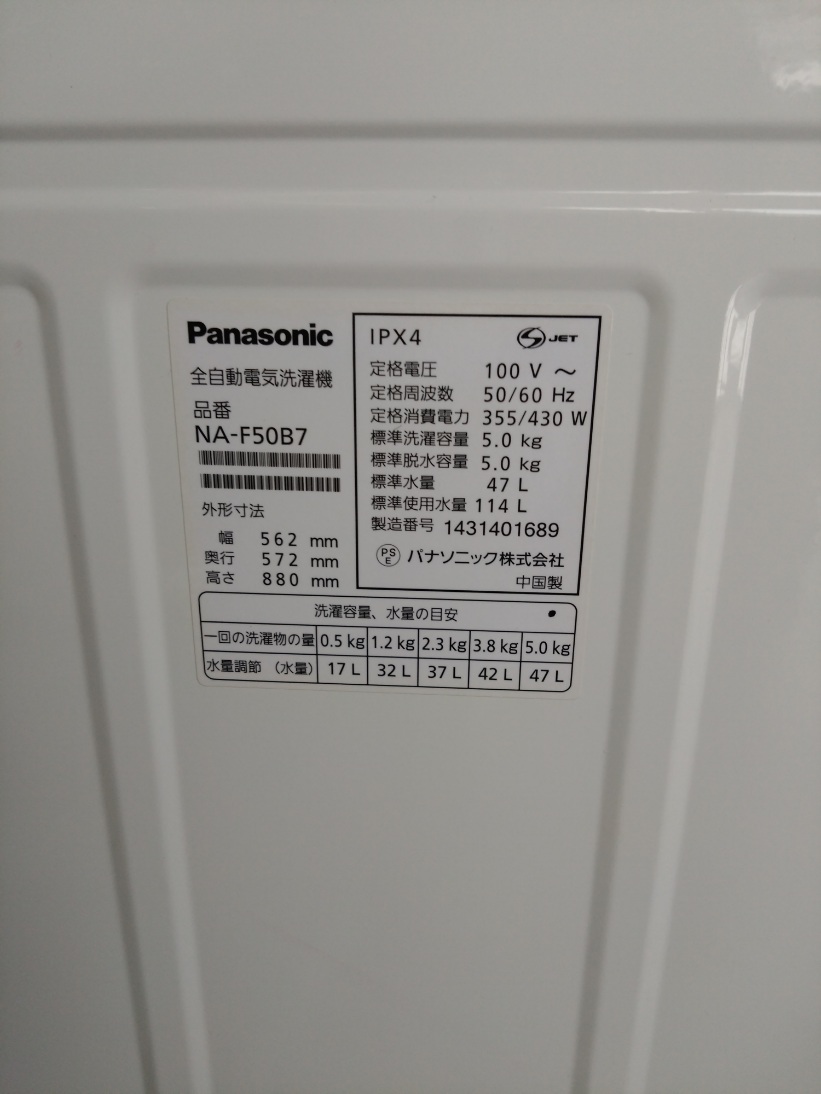 Panasonic
全自動電気洗濯機
品番
NA-F50B7
外形寸法
幅 562 mm
奥行 572 mm
高さ 880 mm
IPX4 S JET
定格電圧 100 V ～
定格周波数 50/60 Hz
定格消費電力 355/430 W
標準洗濯容量 5.0 kg
標準脱水容量 5.0 kg
標準水量 47 L
標準使用水量 114 L
製造番号 1431401689
PS E パナソニック株式会社
中国製
洗濯容量、水量の目安 ●
一回の洗濯物の量 0.5 kg 1.2 kg 2.3 kg 3.8 kg 5.0 kg
水量調節 （水量） 17 L 32 L 37 L 42 L 47 L